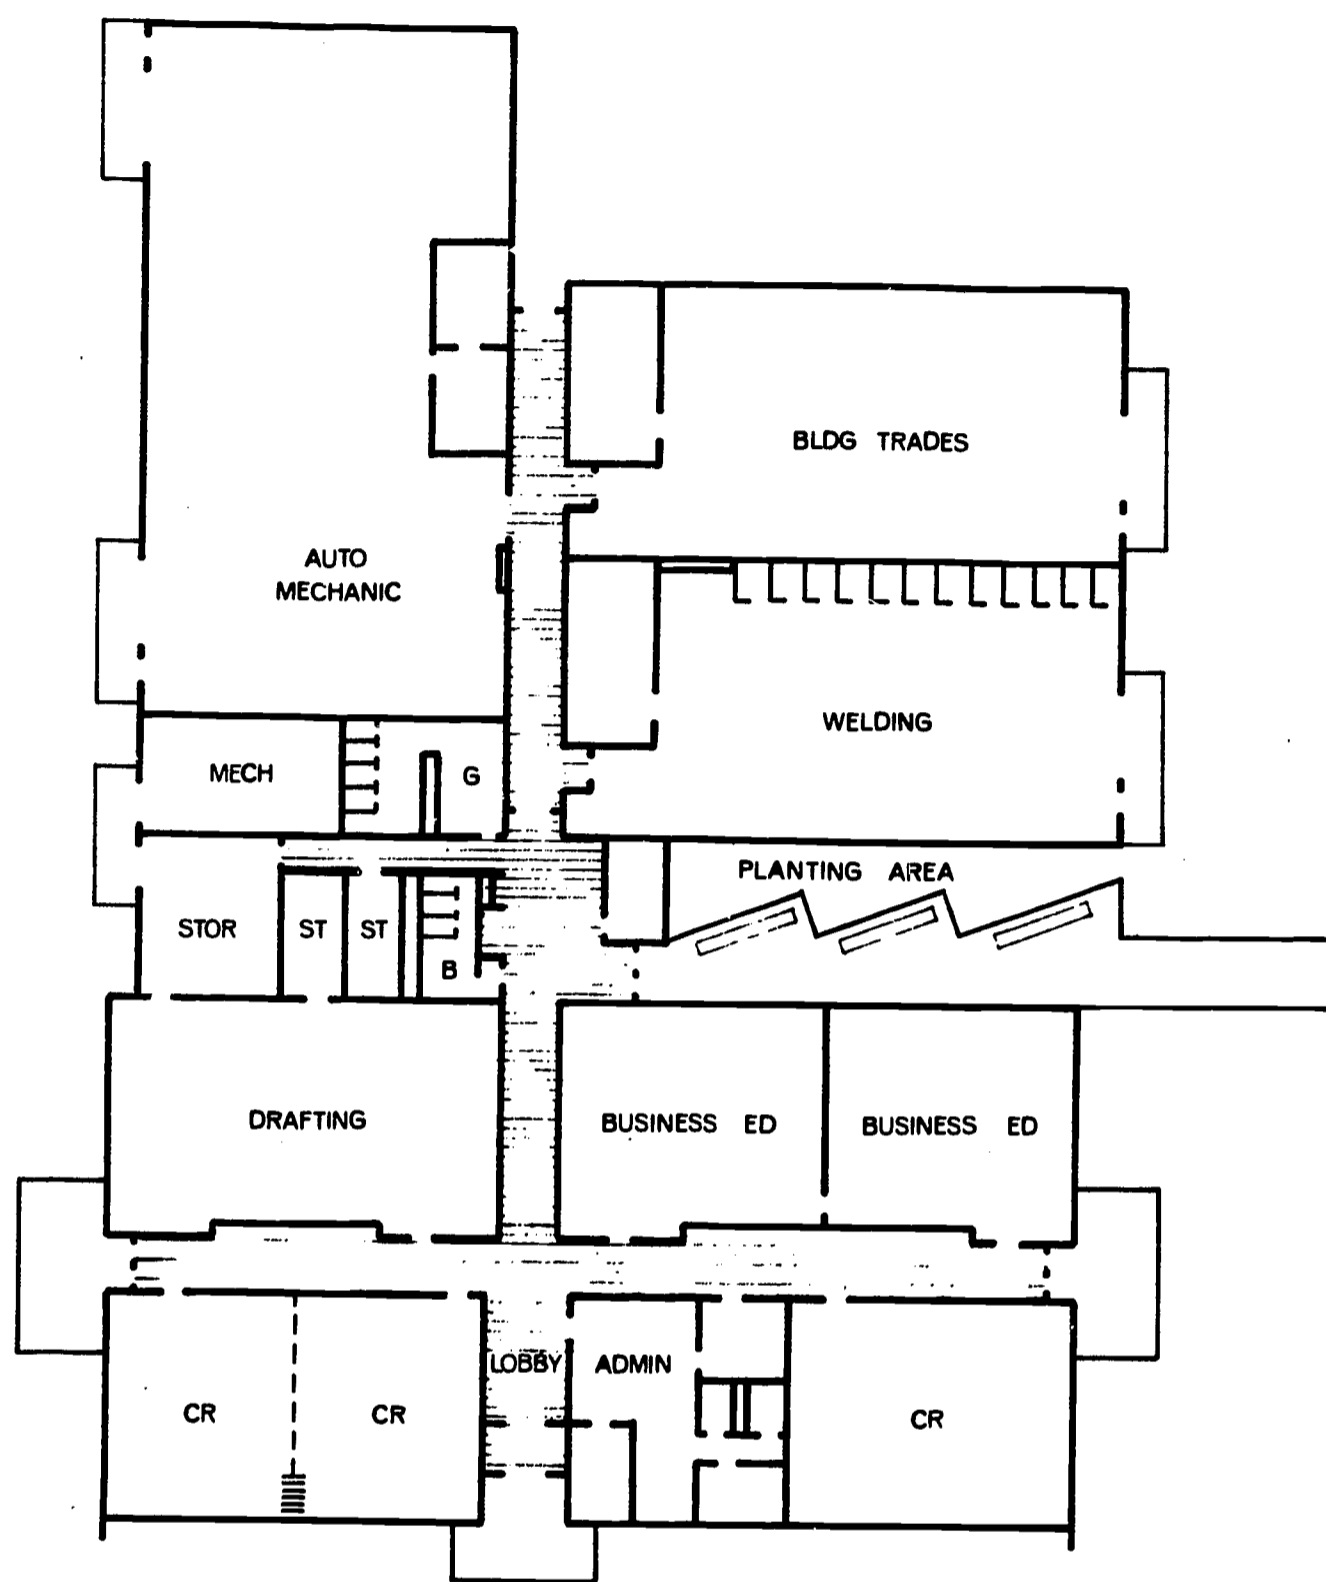 BLDG TRADES
AUTO
MECHANIC
WELDING
MECH
G
PLANTING AREA
STOR
ST
ST
B
DRAFTING
BUSINESS ED
BUSINESS ED
LOBBY
ADMIN
CR
CR
CR